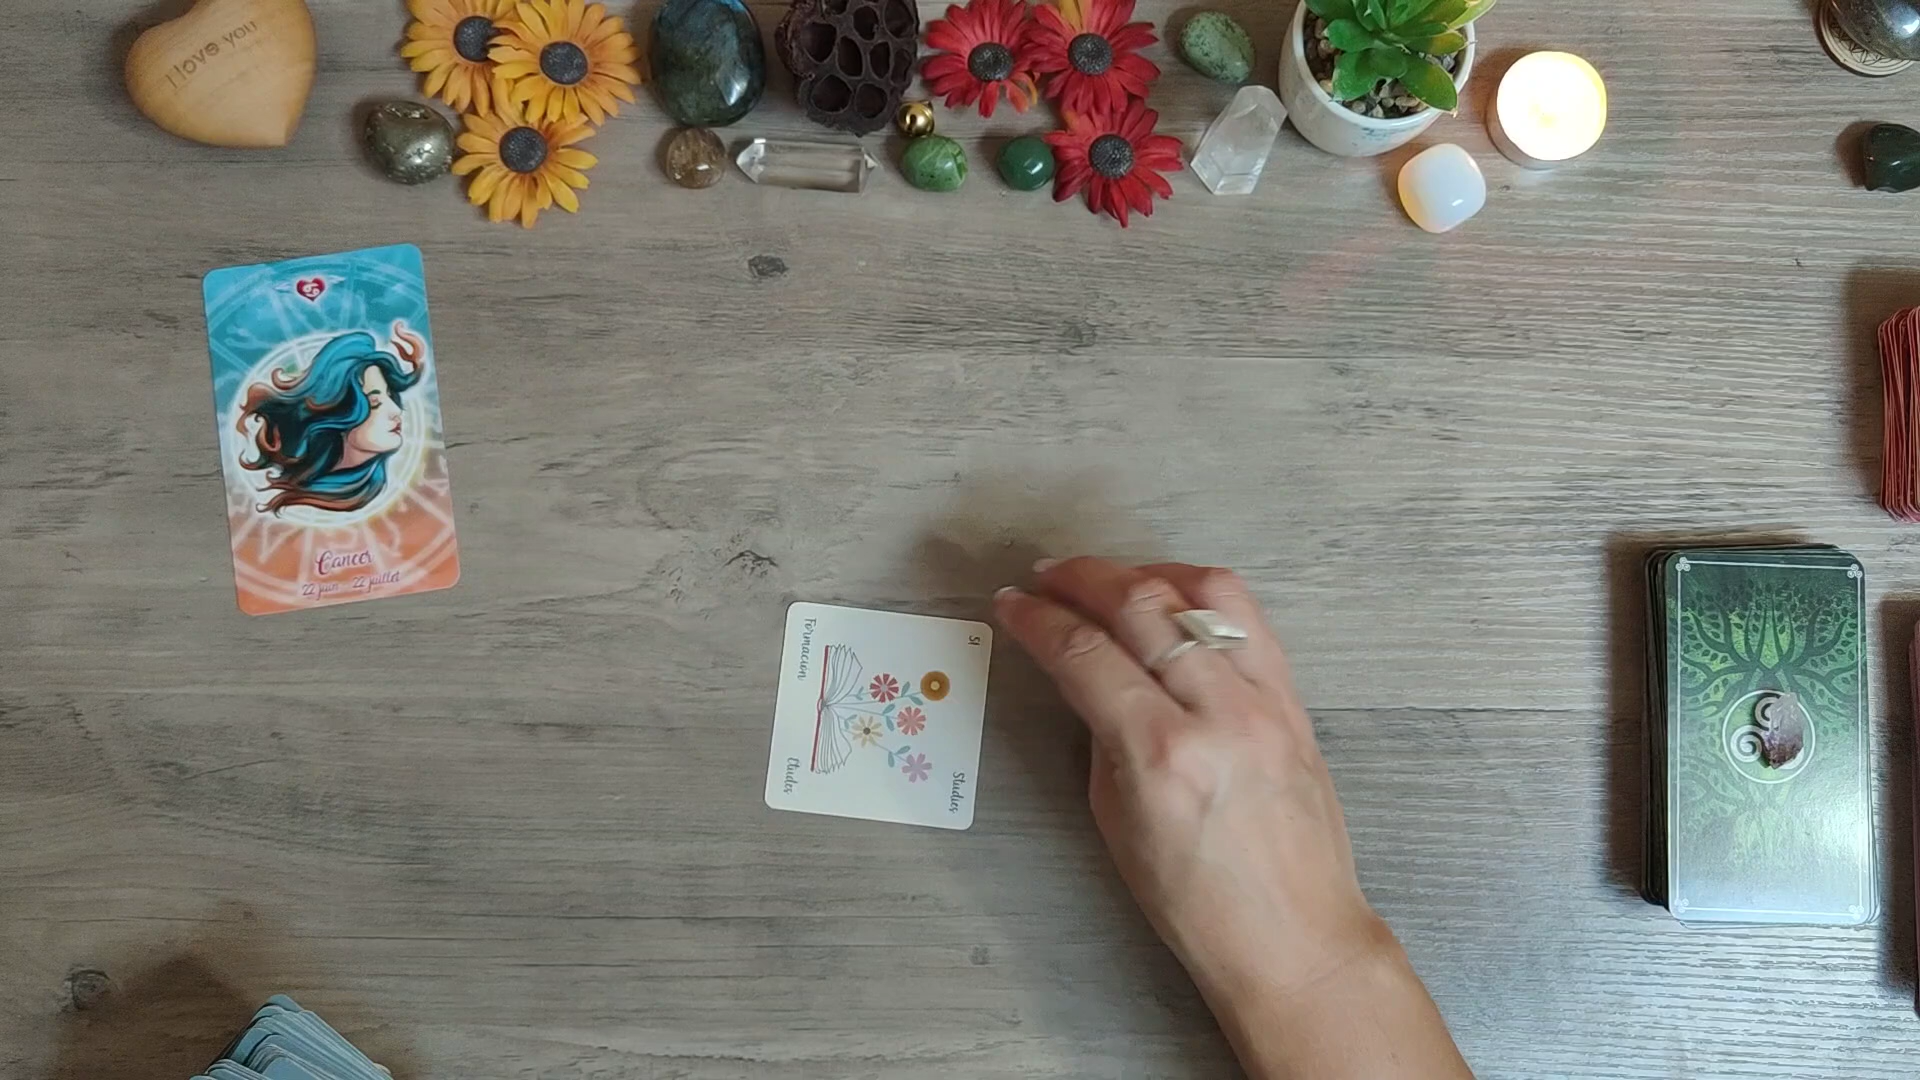 I love you
Cancer
22 juin - 22 juillet
51
Formación
Études
Studies